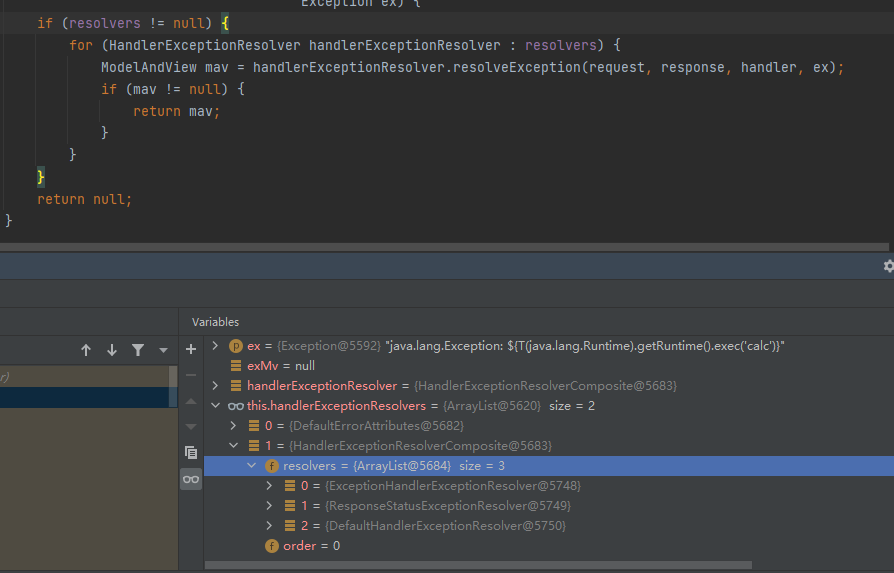 Exception ex) {
if (resolvers != null) {
for (HandlerExceptionResolver handlerExceptionResolver : resolvers) {
ModelAndView mav = handlerExceptionResolver.resolveException(request, response, handler, ex);
if (mav != null) {
return mav;
}
}
}
return null;
}
Variables
r)
ex = {Exception@5592} "java.lang.Exception: ${T(java.lang.Runtime).getRuntime().exec('calc')}"
exMv = null
handlerExceptionResolver = {HandlerExceptionResolverComposite@5683}
this.handlerExceptionResolvers = {ArrayList@5620} size = 2
0 = {DefaultErrorAttributes@5682}
1 = {HandlerExceptionResolverComposite@5683}
resolvers = {ArrayList@5684} size = 3
0 = {ExceptionHandlerExceptionResolver@5748}
1 = {ResponseStatusExceptionResolver@5749}
2 = {DefaultHandlerExceptionResolver@5750}
order = 0